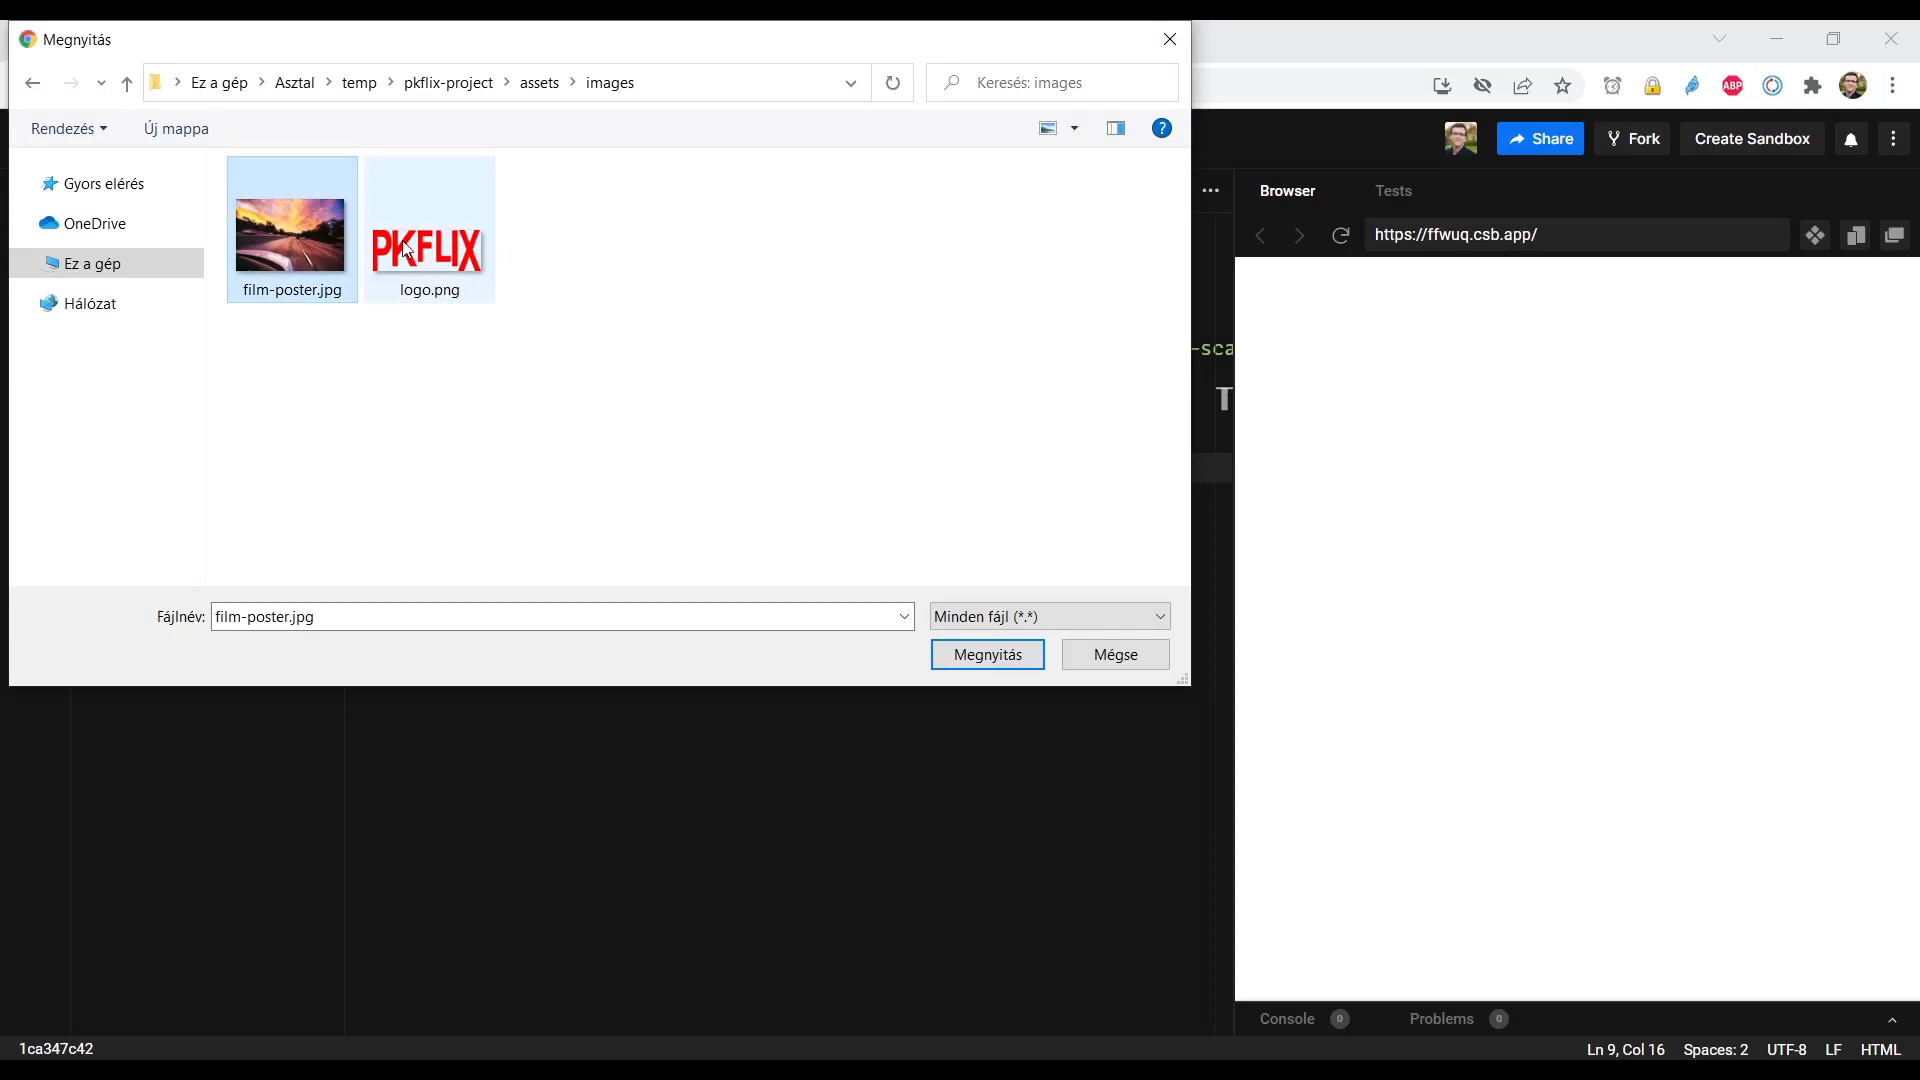 Megnyitás
Ez a gép > Asztal > temp > pkflix-project > assets > images
Keresés: images
Rendezés
Új mappa
?
Gyors elérés
OneDrive
Ez a gép
Hálózat
PKFLIX
film-poster.jpg
logo.png
Fájlnév:
film-poster.jpg
Minden fájl (*.*)
Megnyitás
Mégse
ABP
Share
Fork
Create Sandbox
Browser
Tests
https://ffwuq.csb.app/
-sca
T
Console 0
Problems 0
1ca347c42
Ln 9, Col 16
Spaces: 2
UTF-8
LF
HTML